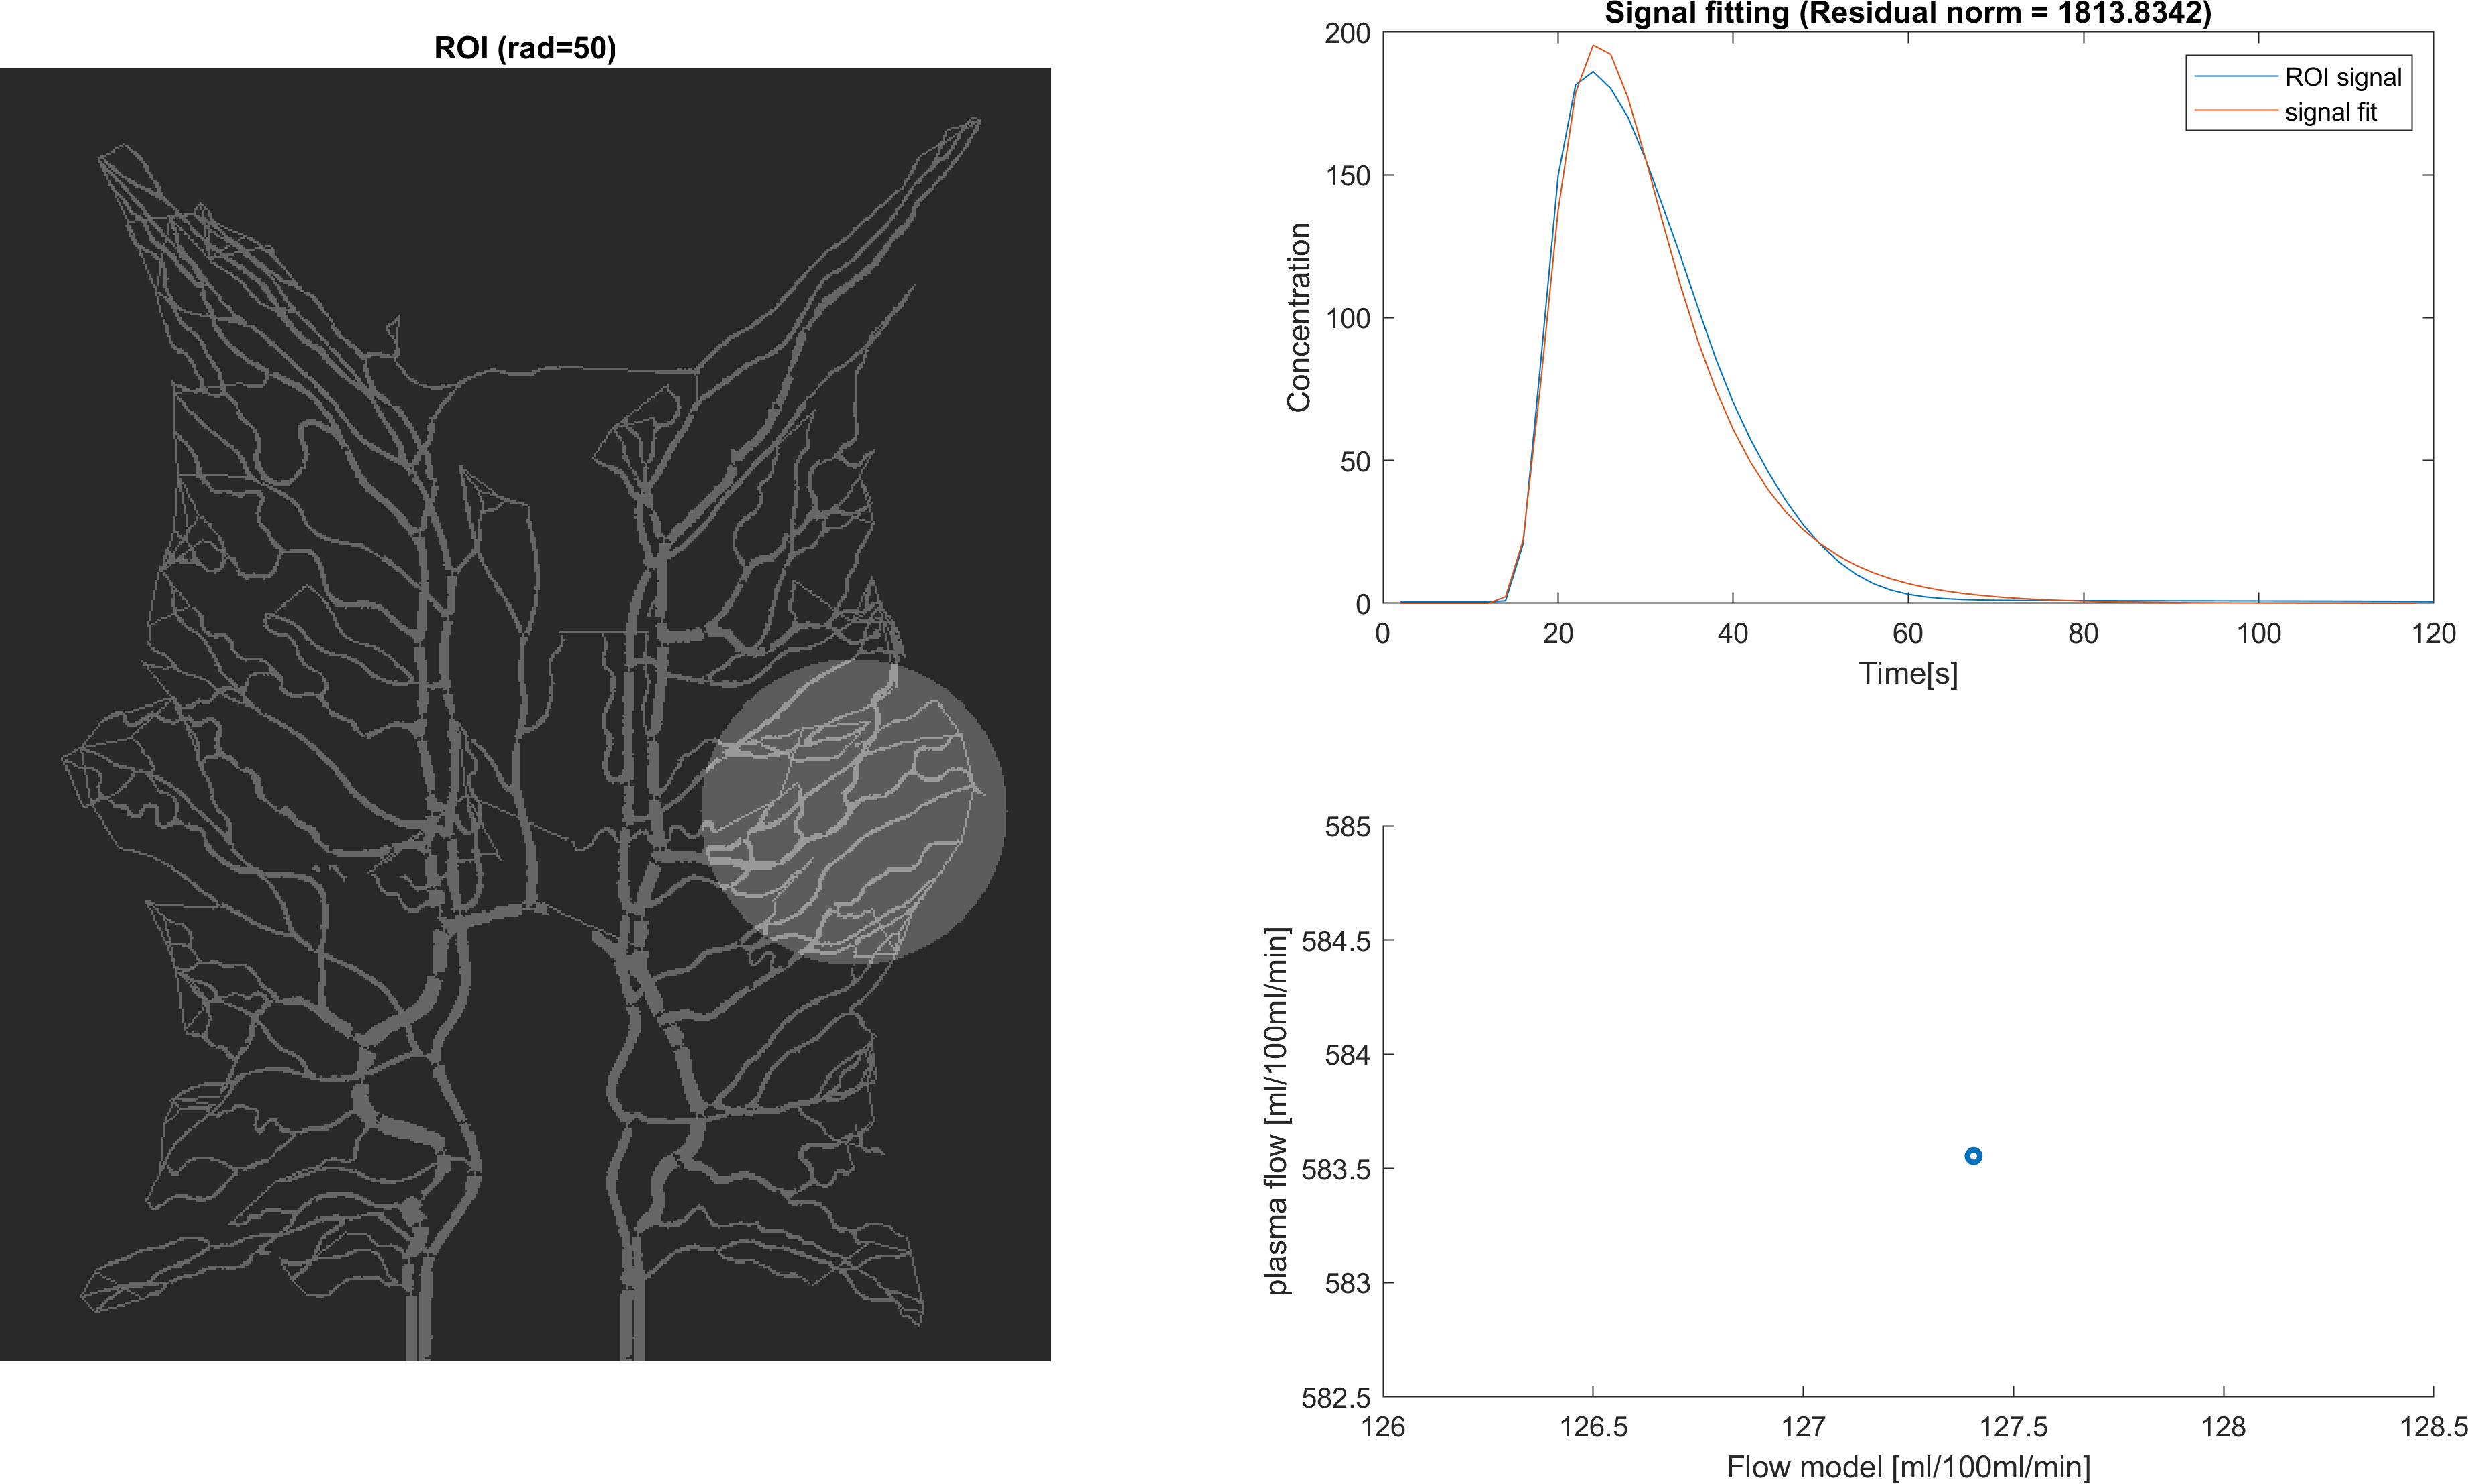 ROI (rad=50)
Signal fitting (Residual norm = 1813.8342)
200
150
100
50
0
Concentration
ROI signal
signal fit
0 20 40 60 80 100 120
Time[s]
585
584.5
584
583.5
583
582.5
plasma flow [ml/100ml/min]
126 126.5 127 127.5 128 128.5
Flow model [ml/100ml/min]